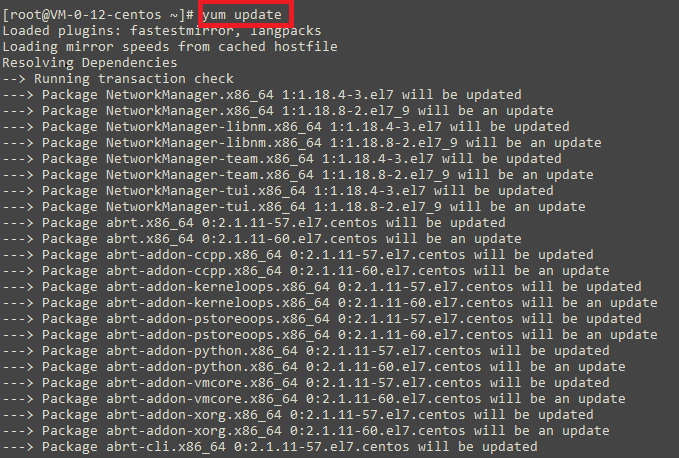 [root@VM-0-12-centos ~]# yum update
Loaded plugins: fastestmirror, langpacks
Loading mirror speeds from cached hostfile
Resolving Dependencies
--> Running transaction check
---> Package NetworkManager.x86_64 1:1.18.4-3.el7 will be updated
---> Package NetworkManager.x86_64 1:1.18.8-2.el7_9 will be an update
---> Package NetworkManager-libnm.x86_64 1:1.18.4-3.el7 will be updated
---> Package NetworkManager-libnm.x86_64 1:1.18.8-2.el7_9 will be an update
---> Package NetworkManager-team.x86_64 1:1.18.4-3.el7 will be updated
---> Package NetworkManager-team.x86_64 1:1.18.8-2.el7_9 will be an update
---> Package NetworkManager-tui.x86_64 1:1.18.4-3.el7 will be updated
---> Package NetworkManager-tui.x86_64 1:1.18.8-2.el7_9 will be an update
---> Package abrt.x86_64 0:2.1.11-57.el7.centos will be updated
---> Package abrt.x86_64 0:2.1.11-60.el7.centos will be an update
---> Package abrt-addon-ccpp.x86_64 0:2.1.11-57.el7.centos will be updated
---> Package abrt-addon-ccpp.x86_64 0:2.1.11-60.el7.centos will be an update
---> Package abrt-addon-kerneloops.x86_64 0:2.1.11-57.el7.centos will be updated
---> Package abrt-addon-kerneloops.x86_64 0:2.1.11-60.el7.centos will be an update
---> Package abrt-addon-pstoreoops.x86_64 0:2.1.11-57.el7.centos will be updated
---> Package abrt-addon-pstoreoops.x86_64 0:2.1.11-60.el7.centos will be an update
---> Package abrt-addon-python.x86_64 0:2.1.11-57.el7.centos will be updated
---> Package abrt-addon-python.x86_64 0:2.1.11-60.el7.centos will be an update
---> Package abrt-addon-vmcore.x86_64 0:2.1.11-57.el7.centos will be updated
---> Package abrt-addon-vmcore.x86_64 0:2.1.11-60.el7.centos will be an update
---> Package abrt-addon-xorg.x86_64 0:2.1.11-57.el7.centos will be updated
---> Package abrt-addon-xorg.x86_64 0:2.1.11-60.el7.centos will be an update
---> Package abrt-cli.x86_64 0:2.1.11-57.el7.centos will be updated